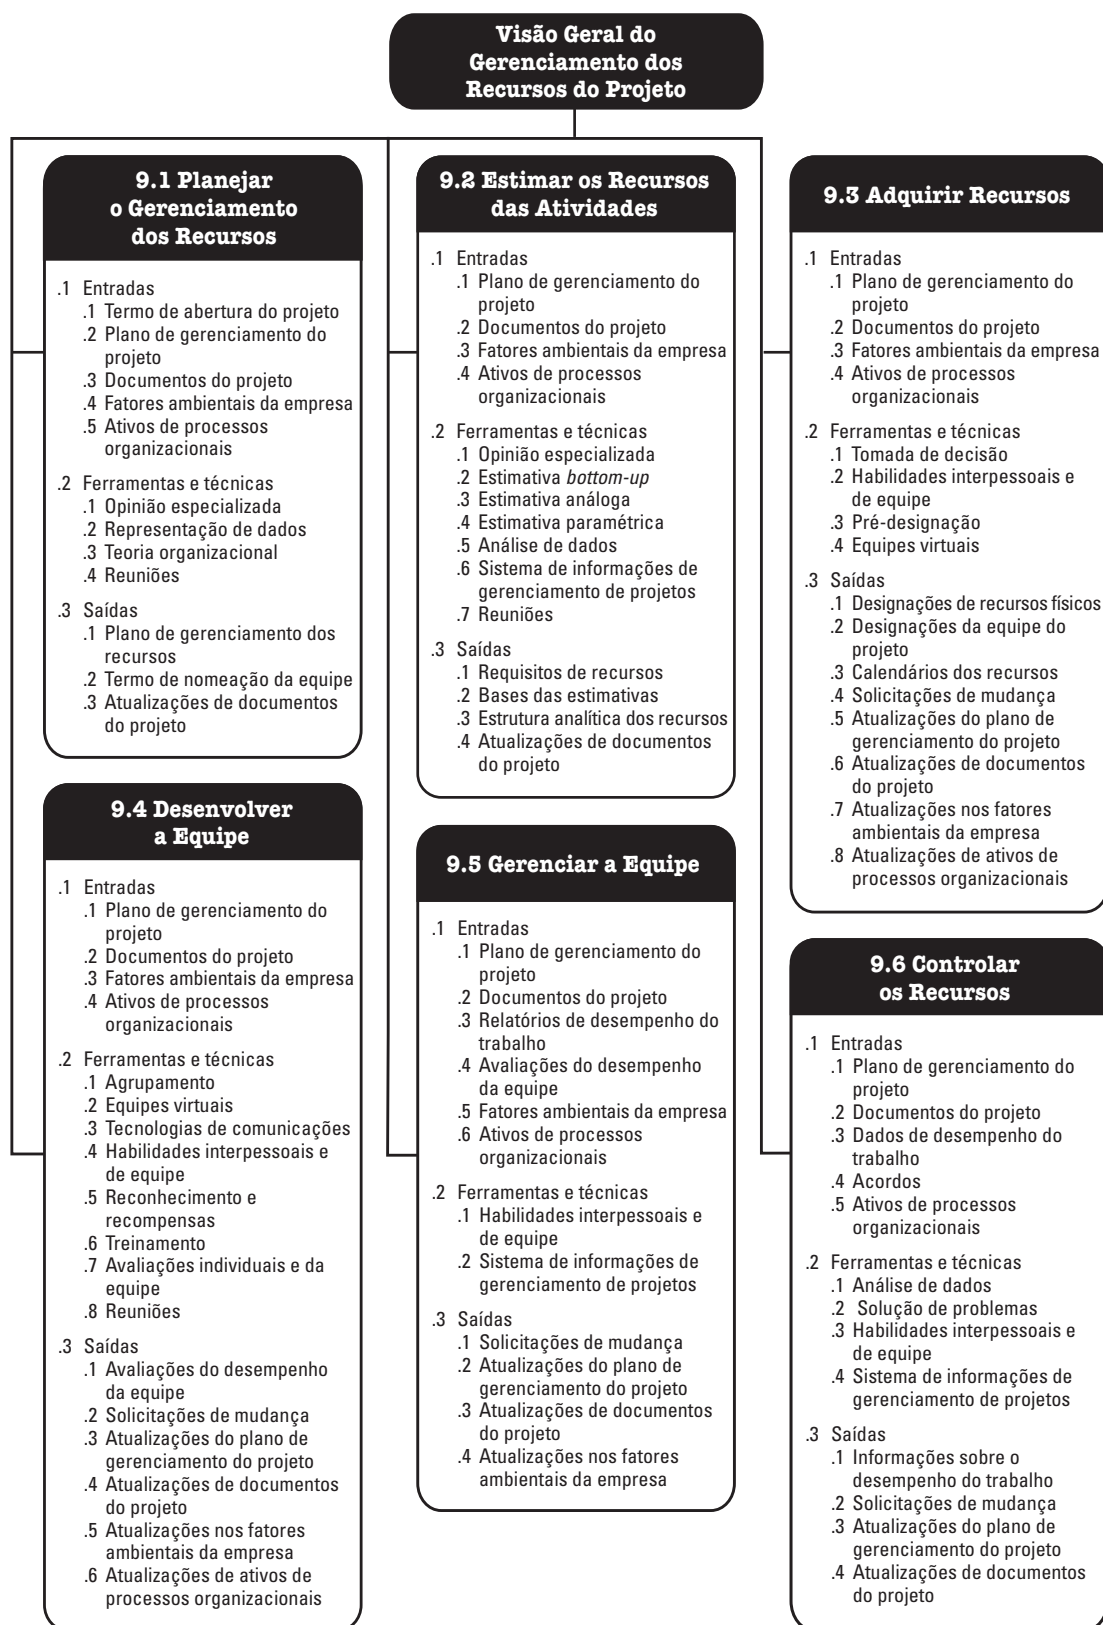 Visão Geral do
Gerenciamento dos
Recursos do Projeto
9.1 Planejar
o Gerenciamento
dos Recursos
.1 Entradas
.1 Termo de abertura do projeto
.2 Plano de gerenciamento do
projeto
.3 Documentos do projeto
.4 Fatores ambientais da empresa
.5 Ativos de processos
organizacionais
.2 Ferramentas e técnicas
.1 Opinião especializada
.2 Representação de dados
.3 Teoria organizacional
.4 Reuniões
.3 Saídas
.1 Plano de gerenciamento dos
recursos
.2 Termo de nomeação da equipe
.3 Atualizações de documentos
do projeto
9.2 Estimar os Recursos
das Atividades
.1 Entradas
.1 Plano de gerenciamento do
projeto
.2 Documentos do projeto
.3 Fatores ambientais da empresa
.4 Ativos de processos
organizacionais
.2 Ferramentas e técnicas
.1 Opinião especializada
.2 Estimativa bottom-up
.3 Estimativa análoga
.4 Estimativa paramétrica
.5 Análise de dados
.6 Sistema de informações de
gerenciamento de projetos
.7 Reuniões
.3 Saídas
.1 Requisitos de recursos
.2 Bases das estimativas
.3 Estrutura analítica dos recursos
.4 Atualizações de documentos
do projeto
9.3 Adquirir Recursos
.1 Entradas
.1 Plano de gerenciamento do
projeto
.2 Documentos do projeto
.3 Fatores ambientais da empresa
.4 Ativos de processos
organizacionais
.2 Ferramentas e técnicas
.1 Tomada de decisão
.2 Habilidades interpessoais e
de equipe
.3 Pré-designação
.4 Equipes virtuais
.3 Saídas
.1 Designações de recursos físicos
.2 Designações da equipe do
projeto
.3 Calendários dos recursos
.4 Solicitações de mudança
.5 Atualizações do plano de
gerenciamento do projeto
.6 Atualizações de documentos
do projeto
.7 Atualizações nos fatores
ambientais da empresa
.8 Atualizações de ativos de
processos organizacionais
9.4 Desenvolver
a Equipe
.1 Entradas
.1 Plano de gerenciamento do
projeto
.2 Documentos do projeto
.3 Fatores ambientais da empresa
.4 Ativos de processos
organizacionais
.2 Ferramentas e técnicas
.1 Agrupamento
.2 Equipes virtuais
.3 Tecnologias de comunicações
.4 Habilidades interpessoais e
de equipe
.5 Reconhecimento e
recompensas
.6 Treinamento
.7 Avaliações individuais e da
equipe
.8 Reuniões
.3 Saídas
.1 Avaliações do desempenho
da equipe
.2 Solicitações de mudança
.3 Atualizações do plano de
gerenciamento do projeto
.4 Atualizações de documentos
do projeto
.5 Atualizações nos fatores
ambientais da empresa
.6 Atualizações de ativos de
processos organizacionais
9.5 Gerenciar a Equipe
.1 Entradas
.1 Plano de gerenciamento do
projeto
.2 Documentos do projeto
.3 Relatórios de desempenho do
trabalho
.4 Avaliações do desempenho
da equipe
.5 Fatores ambientais da empresa
.6 Ativos de processos
organizacionais
.2 Ferramentas e técnicas
.1 Habilidades interpessoais e
de equipe
.2 Sistema de informações de
gerenciamento de projetos
.3 Saídas
.1 Solicitações de mudança
.2 Atualizações do plano de
gerenciamento do projeto
.3 Atualizações de documentos
do projeto
.4 Atualizações nos fatores
ambientais da empresa
9.6 Controlar
os Recursos
.1 Entradas
.1 Plano de gerenciamento do
projeto
.2 Documentos do projeto
.3 Dados de desempenho do
trabalho
.4 Acordos
.5 Ativos de processos
organizacionais
.2 Ferramentas e técnicas
.1 Análise de dados
.2 Solução de problemas
.3 Habilidades interpessoais e
de equipe
.4 Sistema de informações de
gerenciamento de projetos
.3 Saídas
.1 Informações sobre o
desempenho do trabalho
.2 Solicitações de mudança
.3 Atualizações do plano de
gerenciamento do projeto
.4 Atualizações de documentos
do projeto